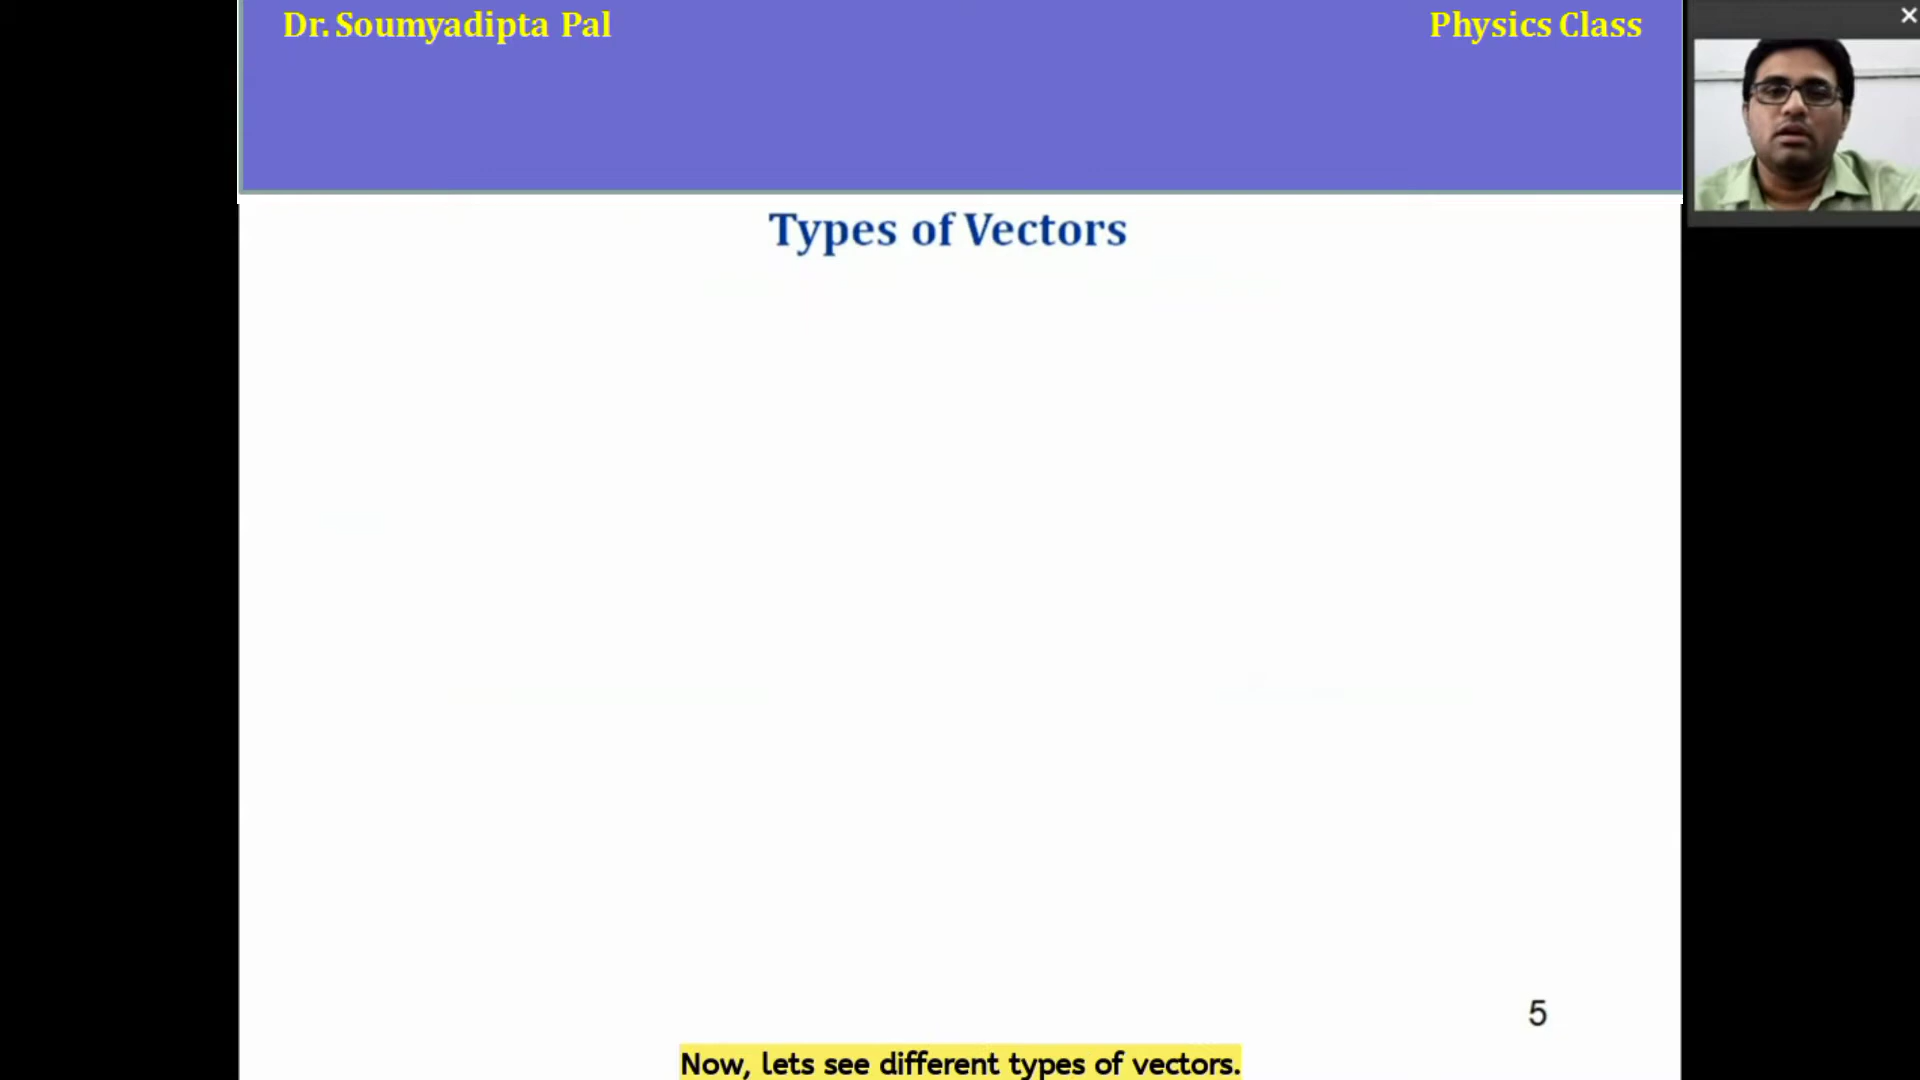 Dr. Soumyadipta Pal
Physics Class
Types of Vectors
5
Now, lets see different types of vectors.